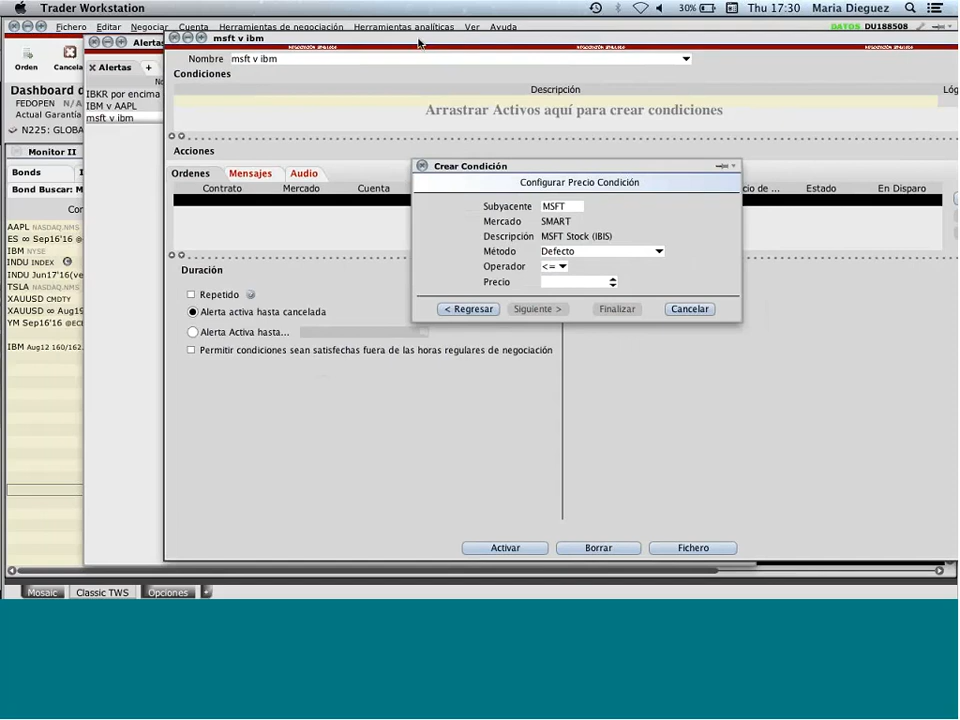 Trader Workstation
30%
Thu 17:30
Maria Dieguez
Fichero Editar Negociar Cuenta Herramientas de negociación Herramientas analíticas Ver Ayuda
DATOS DU188508
Orden
Cancela
Alertas
msft v ibm
NEGOCIACIÓN SIMULADA
Nombre msft v ibm
Condiciones
Descripción
Lóg
Arrastrar Activos aquí para crear condiciones
X Alertas +
No
IBKR por encima
IBM v AAPL
msft v ibm
Dashboard d
FEDOPEN N/A
Actual Garantía
N225: GLOBA
Monitor II
Bonds
Bond Buscar: M
Cor
AAPL NASDAQ.NMS
ES ∞ Sep16'16 @
IBM NYSE
INDU INDEX
INDU Jun17'16(ve
TSLA NASDAQ.NMS
XAUUSD CMDTY
XAUUSD ∞ Aug19
YM Sep16'16 @EC
IBM Aug12 160/162.
Acciones
Ordenes Mensajes Audio
Contrato Mercado Cuenta
cio de ... Estado En Disparo
Crear Condición
Configurar Precio Condición
Subyacente MSFT
Mercado SMART
Descripción MSFT Stock (IBIS)
Método Defecto
Operador <=
Precio
< Regresar Siguiente > Finalizar Cancelar
Duración
Repetido
Alerta activa hasta cancelada
Alerta Activa hasta...
Permitir condiciones sean satisfechas fuera de las horas regulares de negociación
Activar Borrar Fichero
Mosaic Classic TWS Opciones +